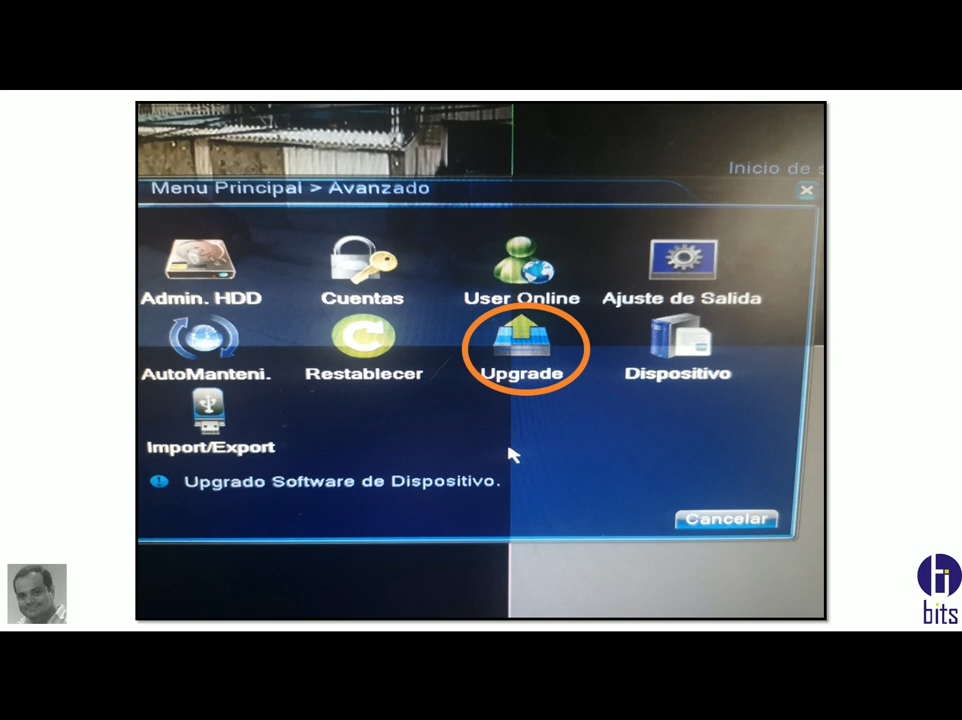 Inicio de s
Menu Principal > Avanzado
Admin. HDD
Cuentas
User Online
Ajuste de Salida
AutoManteni.
Restablecer
Upgrade
Dispositivo
Import/Export
Upgrado Software de Dispositivo.
Cancelar
bits